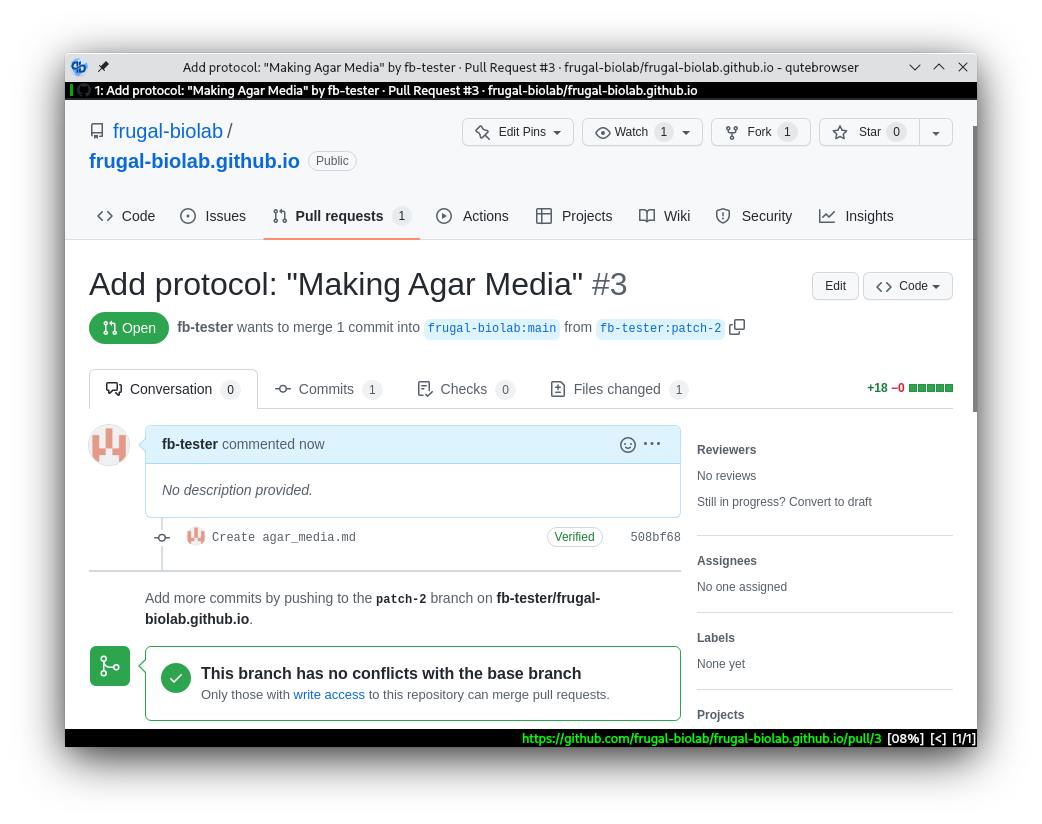 Add protocol: "Making Agar Media" by fb-tester · Pull Request #3 · frugal-biolab/frugal-biolab.github.io - qutebrowser
1: Add protocol: "Making Agar Media" by fb-tester · Pull Request #3 · frugal-biolab/frugal-biolab.github.io
frugal-biolab / Edit Pins Watch 1 Fork 1 Star 0
frugal-biolab.github.io Public
Code Issues Pull requests 1 Actions Projects Wiki Security Insights
Add protocol: "Making Agar Media" #3 Edit Code
Open fb-tester wants to merge 1 commit into frugal-biolab:main from fb-tester:patch-2
Conversation 0 Commits 1 Checks 0 Files changed 1 +18 −0
fb-tester commented now
No description provided.
Create agar_media.md Verified 508bf68
Add more commits by pushing to the patch-2 branch on fb-tester/frugal-
biolab.github.io.
This branch has no conflicts with the base branch
Only those with write access to this repository can merge pull requests.
Reviewers
No reviews
Still in progress? Convert to draft
Assignees
No one assigned
Labels
None yet
Projects
https://github.com/frugal-biolab/frugal-biolab.github.io/pull/3 [08%] [<] [1/1]